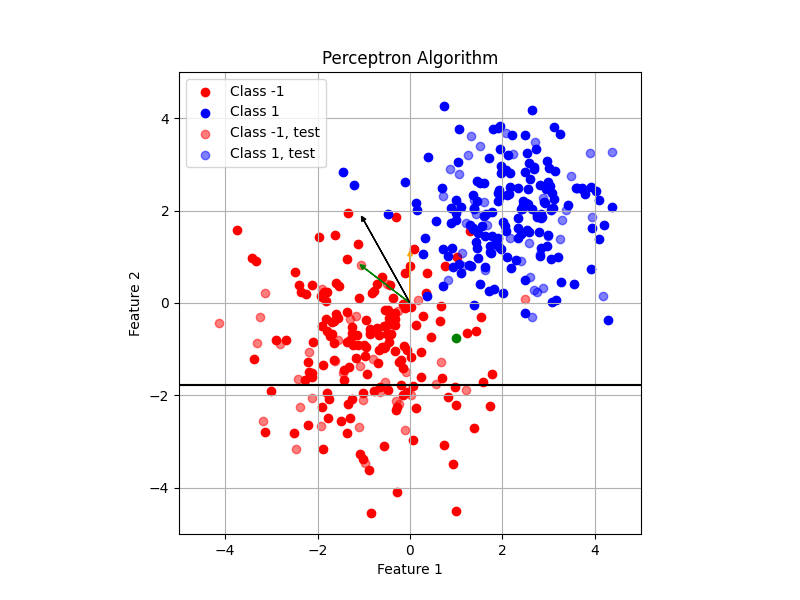 Perceptron Algorithm
Class -1
Class 1
Class -1, test
Class 1, test
4
2
0
−2
−4
Feature 2
−4
−2
0
2
4
Feature 1